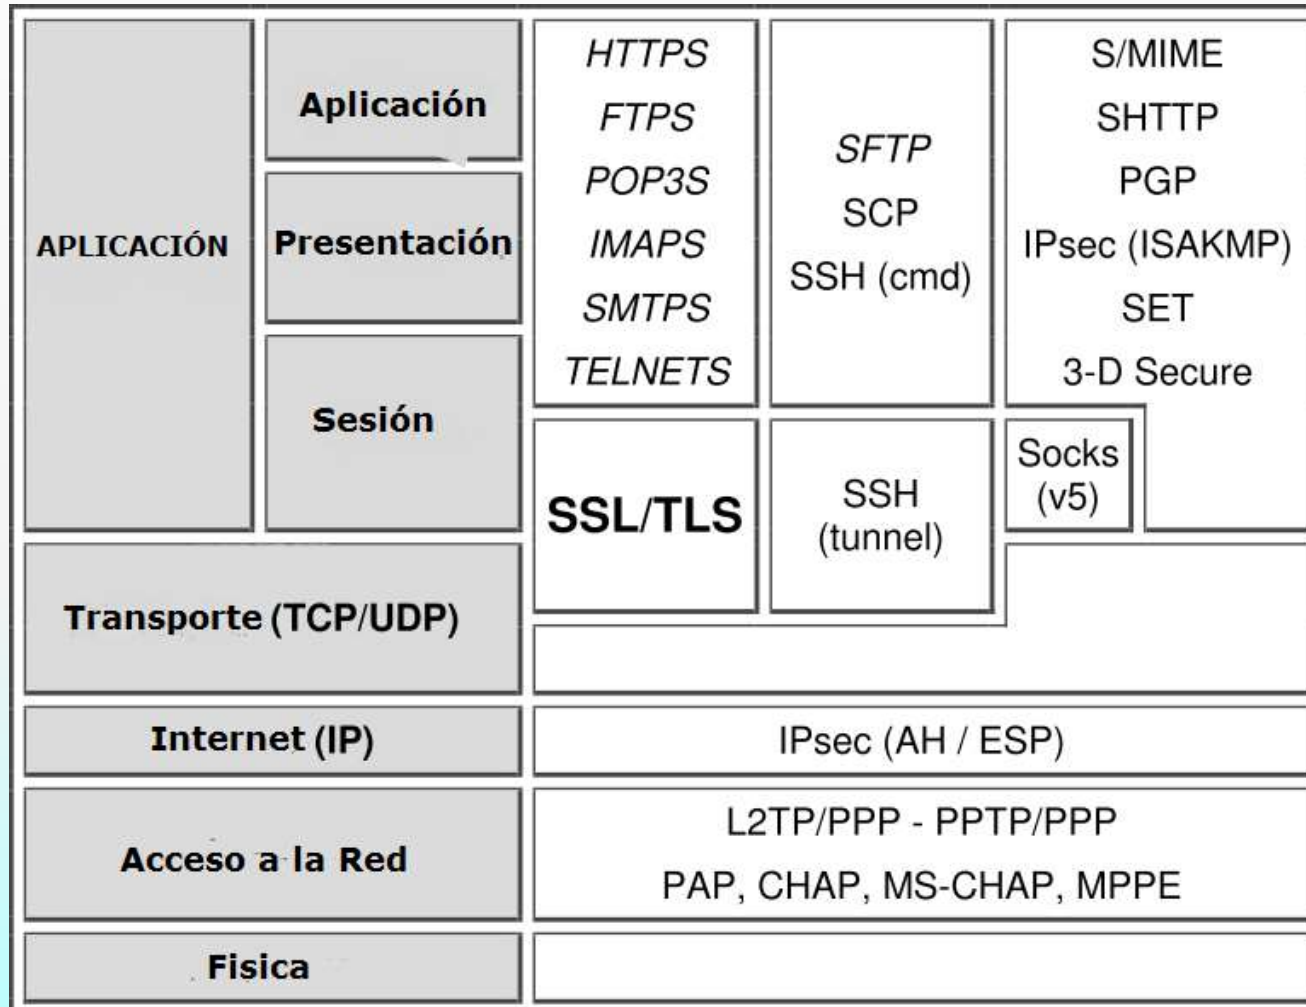 APLICACIÓN
Aplicación
Presentación
Sesión
HTTPS
FTPS
POP3S
IMAPS
SMTPS
TELNETS
SFTP
SCP
SSH (cmd)
S/MIME
SHTTP
PGP
IPsec (ISAKMP)
SET
3-D Secure
SSL/TLS
SSH
(tunnel)
Socks
(v5)
Transporte (TCP/UDP)
Internet (IP)
IPsec (AH / ESP)
Acceso a la Red
L2TP/PPP - PPTP/PPP
PAP, CHAP, MS-CHAP, MPPE
Fisica